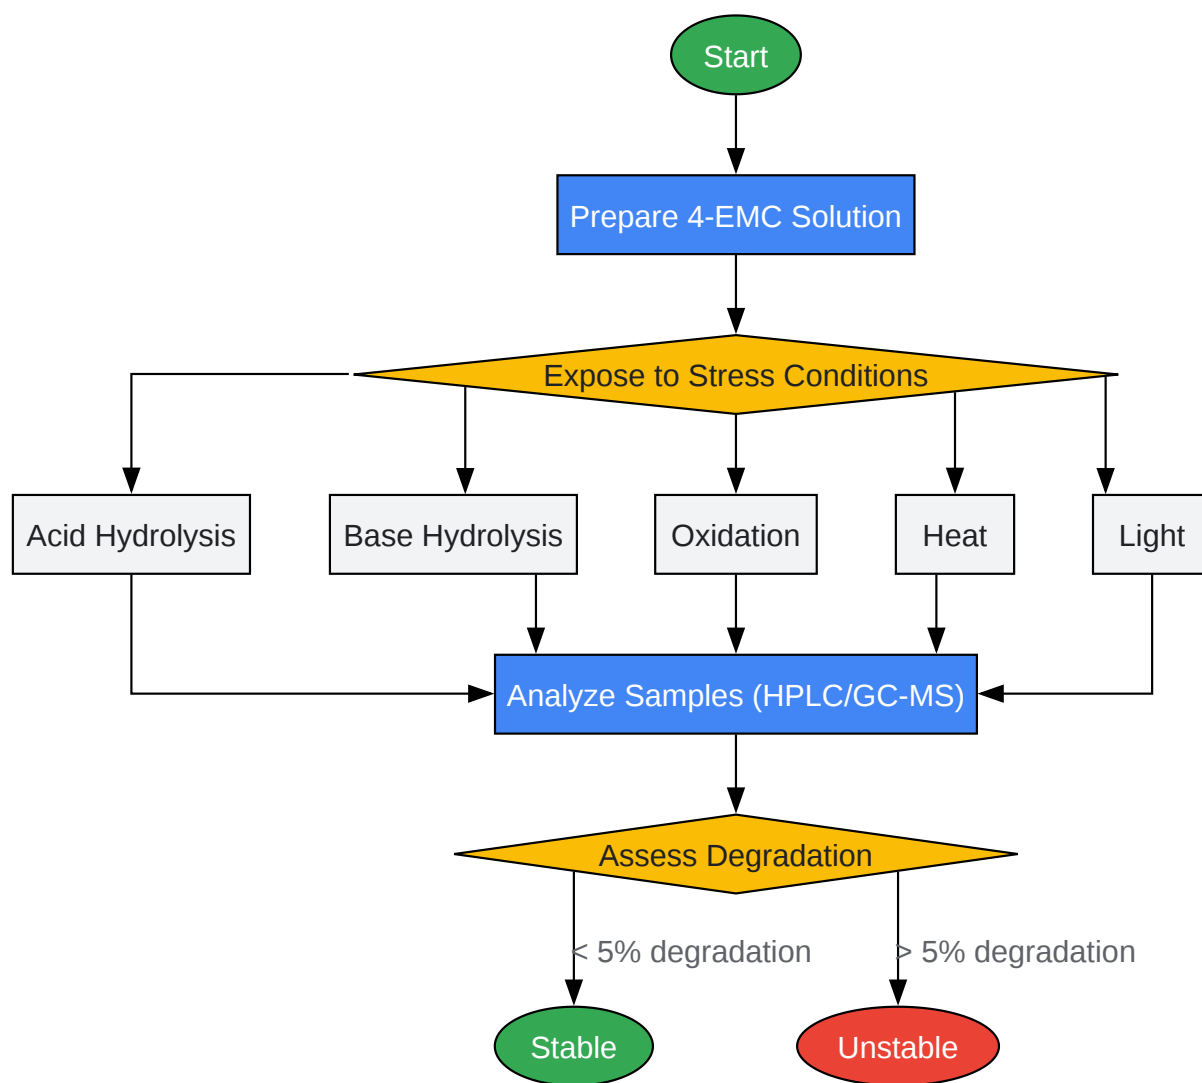 Start
Prepare 4-EMC Solution
Expose to Stress Conditions
Acid Hydrolysis
Base Hydrolysis
Oxidation
Heat
Light
Analyze Samples (HPLC/GC-MS)
Assess Degradation
< 5% degradation
> 5% degradation
Stable
Unstable